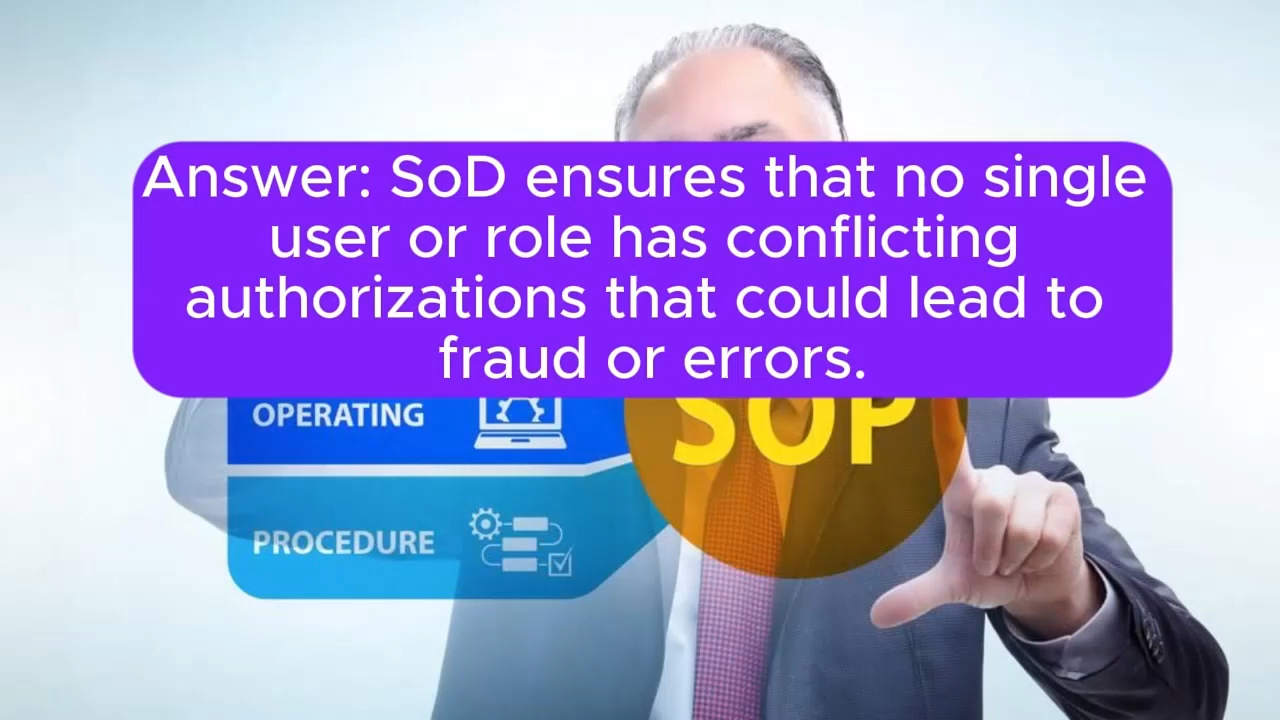 Answer: SoD ensures that no single
user or role has conflicting
authorizations that could lead to
fraud or errors.
OPERATING
SOP
PROCEDURE